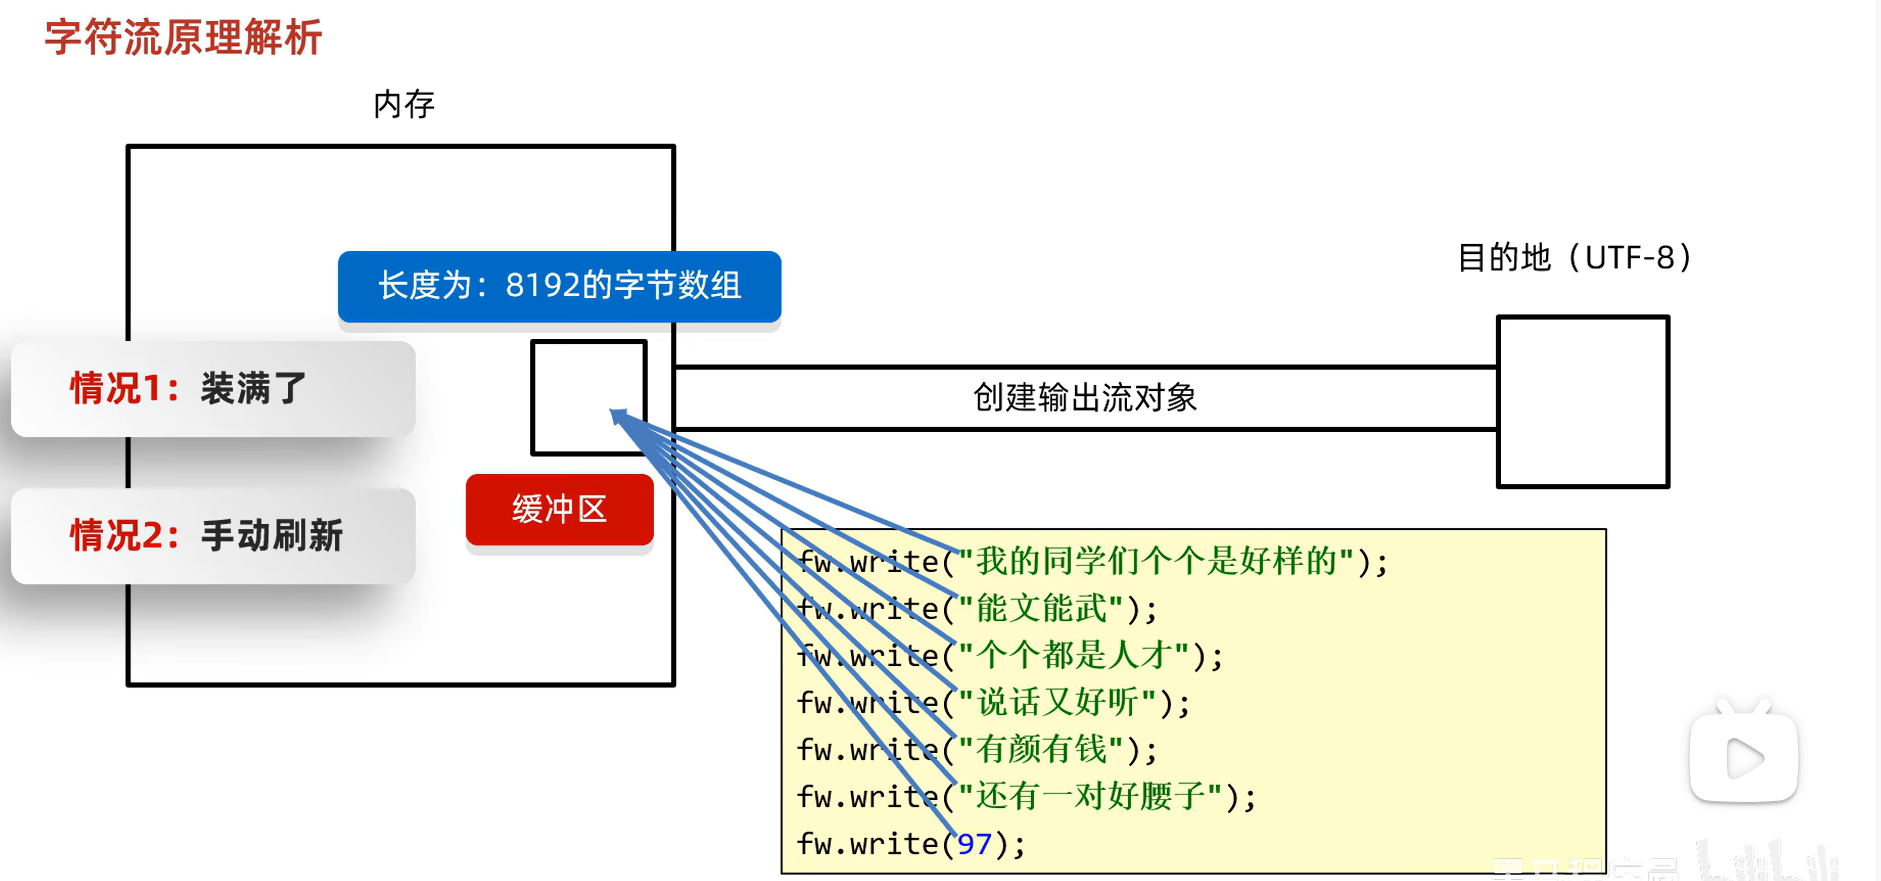 字符流原理解析
内存
长度为：8192的字节数组
目的地（UTF-8）
情况1：装满了
创建输出流对象
缓冲区
情况2：手动刷新
fw.write("我的同学们个个是好样的");
fw.write("能文能武");
fw.write("个个都是人才");
fw.write("说话又好听");
fw.write("有颜有钱");
fw.write("还有一对好腰子");
fw.write(97);